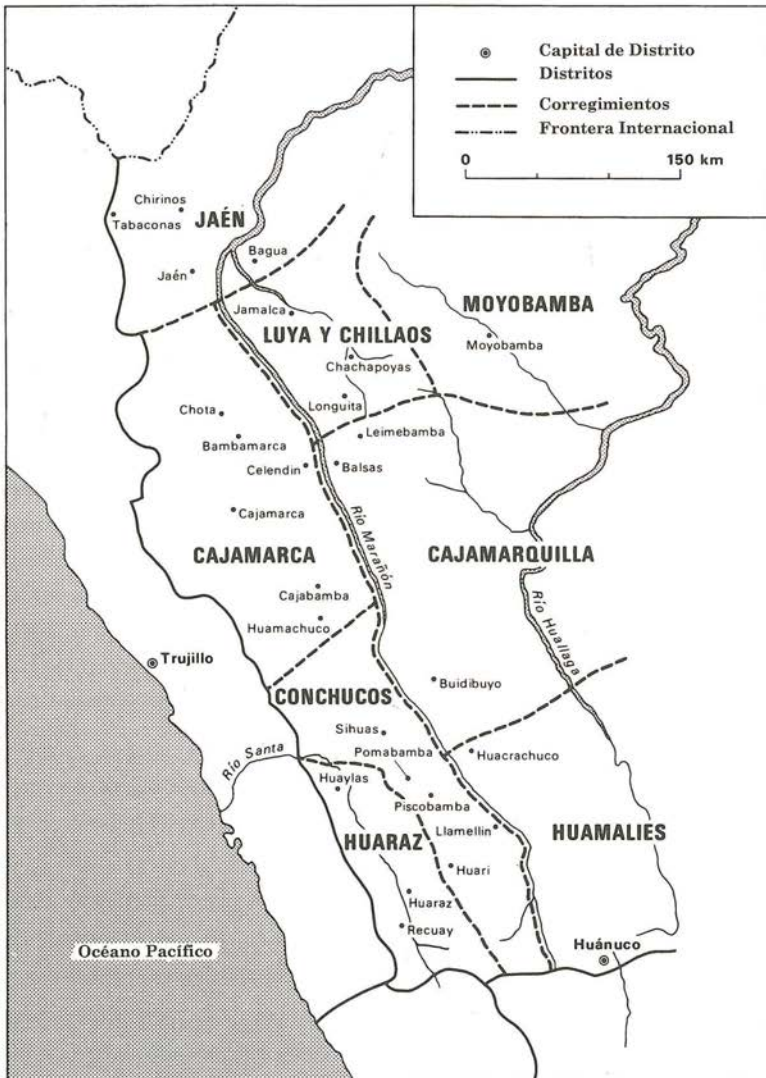 Capital de Distrito
Distritos
Corregimientos
Frontera Internacional
0 150 km
Chirinos
Tabaconas
JAÉN
Bagua
Jaén
Jamalca
MOYOBAMBA
LUYA Y CHILLAOS
Moyobamba
Chachapoyas
Longuita
Chota
Leimebamba
Bambamarca
Celendin
Balsas
Cajamarca
Río Marañón
CAJAMARCA
CAJAMARQUILLA
Cajabamba
Río Huallaga
Huamachuco
Trujillo
Buidibuyo
CONCHUCOS
Sihuas
Río Santa
Pomabamba
Huacrachuco
Huaylas
Piscobamba
Llamellin
HUAMALIES
HUARAZ
Huari
Huaraz
Recuay
Océano Pacífico
Huánuco